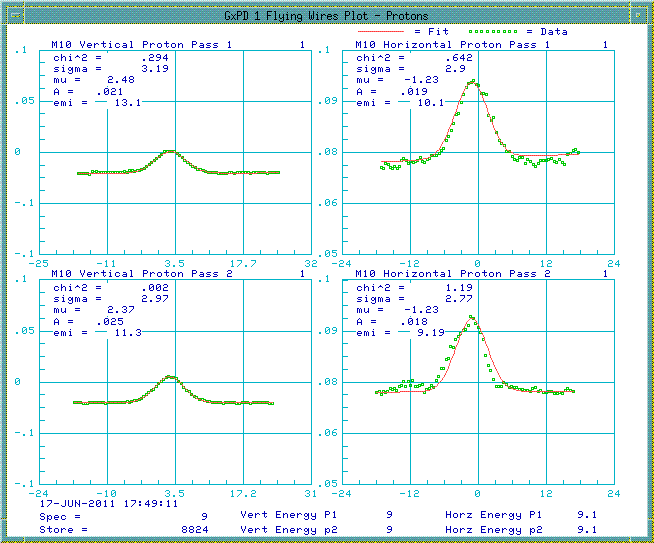 GxPD 1 Flying Wires Plot - Protons
= Fit = Data
M10 Vertical Proton Pass 1 1
chi^2 = .294
sigma = 3.19
mu = 2.48
A = .021
emi = 13.1
.1
.05
0
-.1
-.1
-25 -11 3.5 17.7 32
M10 Horizontal Proton Pass 1 1
chi^2 = .642
sigma = 2.9
mu = -1.23
A = .019
emi = 10.1
.1
.09
.08
.06
.05
-24 -12 0 12 24
M10 Vertical Proton Pass 2 1
chi^2 = .002
sigma = 2.97
mu = 2.37
A = .025
emi = 11.3
.1
.05
0
-.1
-.1
-24 -10 3.5 17.2 31
M10 Horizontal Proton Pass 2 1
chi^2 = 1.19
sigma = 2.77
mu = -1.23
A = .018
emi = 9.19
.1
.09
.08
.06
.05
-24 -12 0 12 24
17-JUN-2011 17:49:11
Spec = 9 Vert Energy P1 9 Horz Energy P1 9.1
Store = 8824 Vert Energy p2 9 Horz Energy p2 9.1